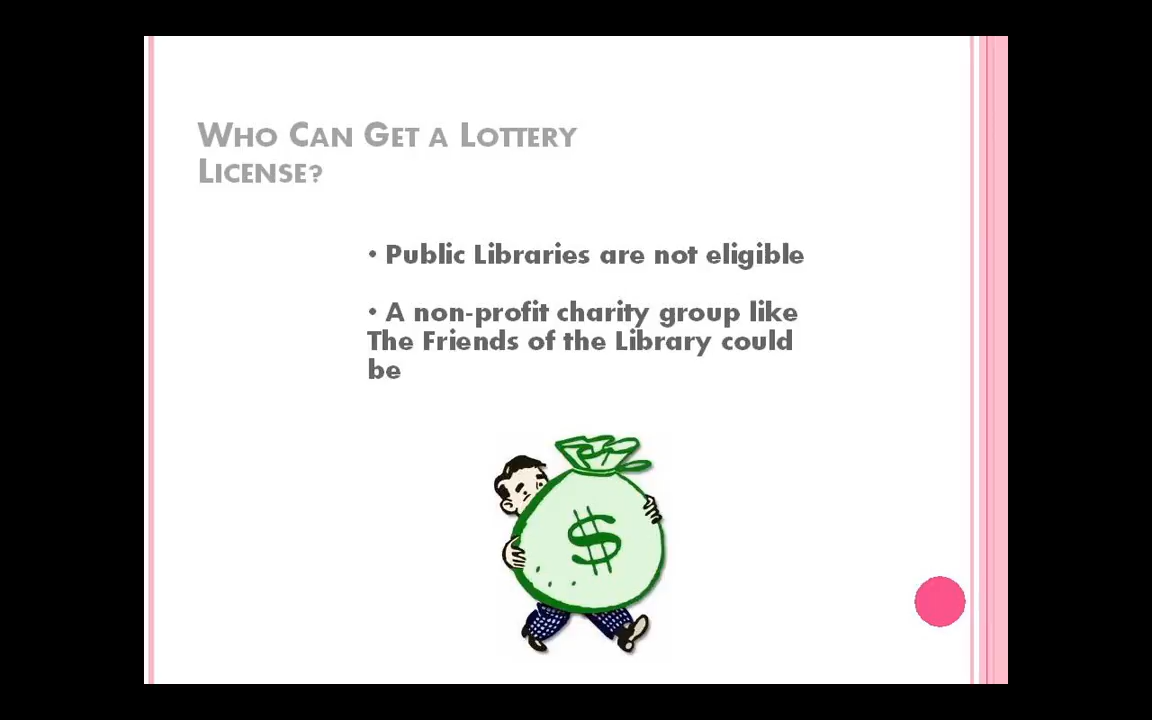 Who Can Get a Lottery
License?
• Public Libraries are not eligible
• A non-profit charity group like
The Friends of the Library could
be
$